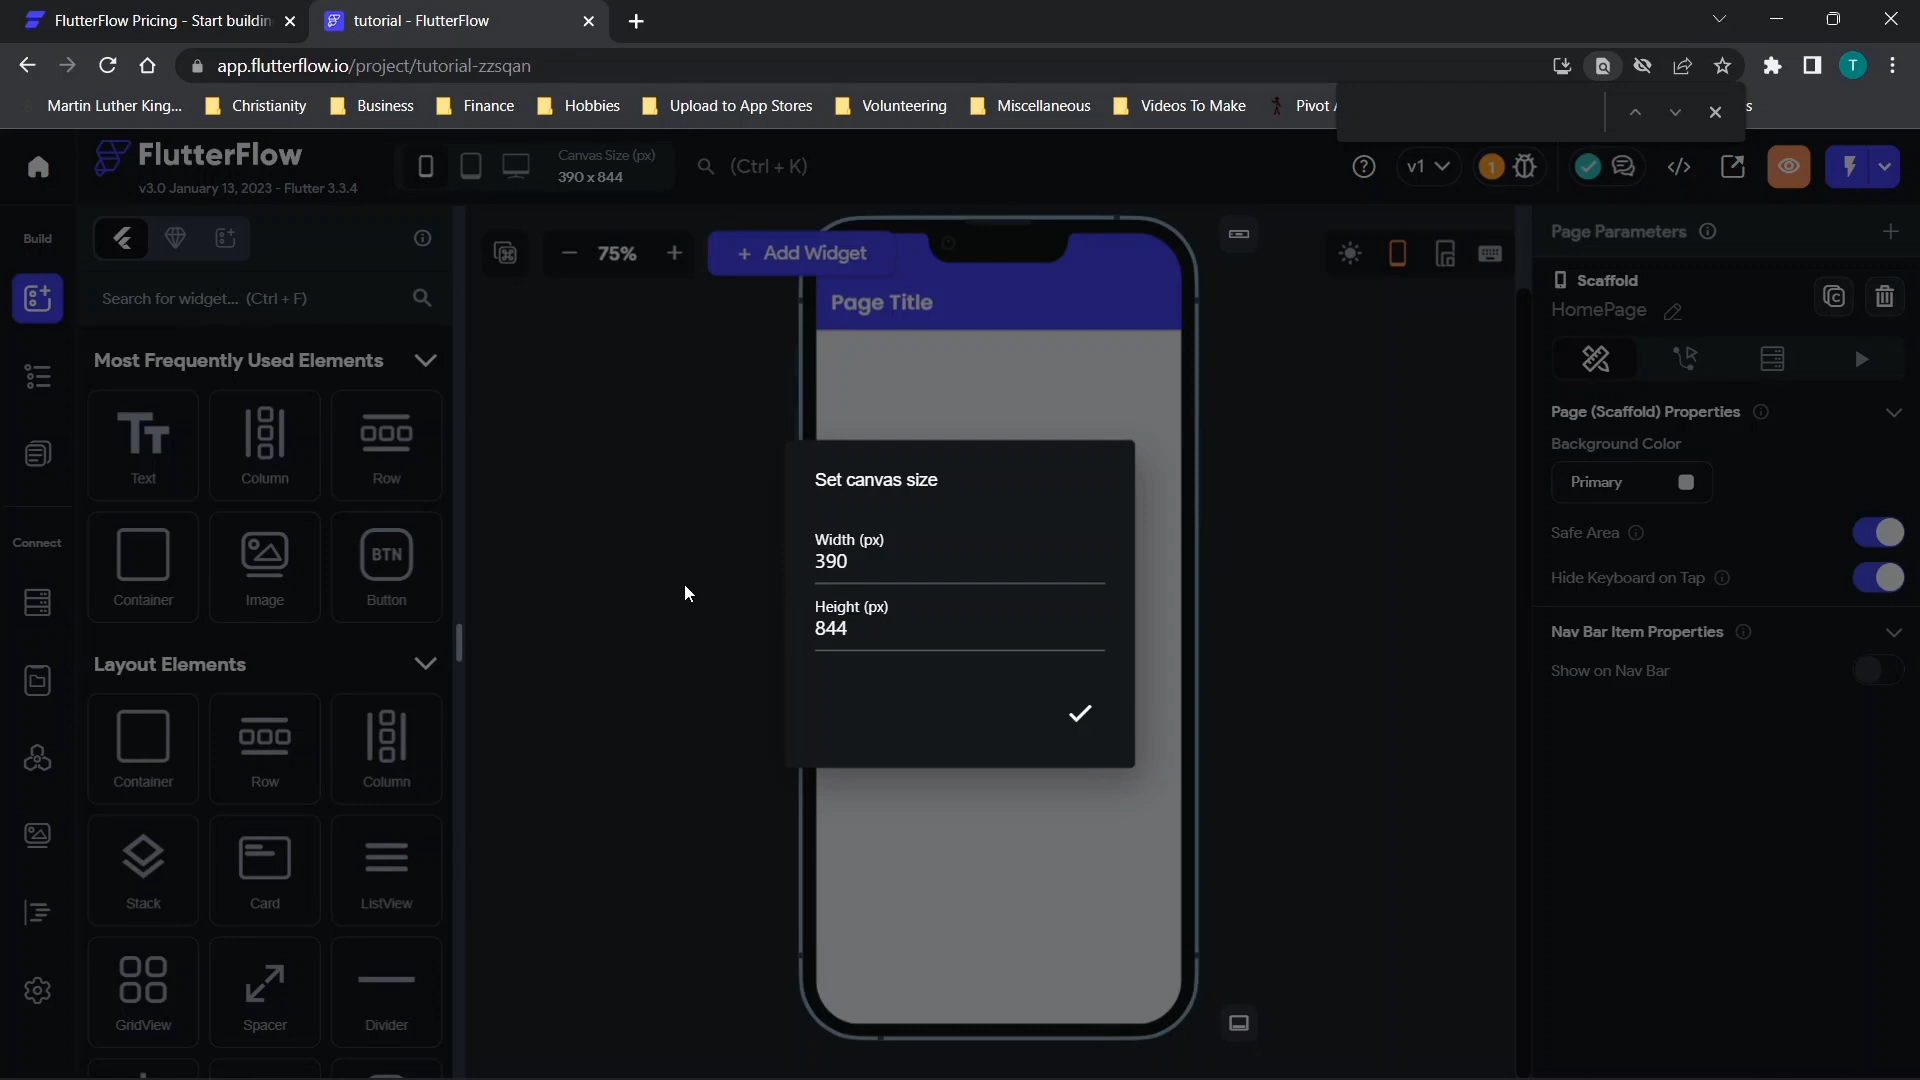 FlutterFlow Pricing - Start buildin
tutorial - FlutterFlow
app.flutterflow.io/project/tutorial-zzsqan
T
Martin Luther King...
Christianity
Business
Finance
Hobbies
Upload to App Stores
Volunteering
Miscellaneous
Videos To Make
Pivot A
s
FlutterFlow
v3.0 January 13, 2023 - Flutter 3.3.4
Canvas Size (px)
390 x 844
(Ctrl + K)
v1
1
Build
Search for widget... (Ctrl + F)
Most Frequently Used Elements
Text
Column
Row
Container
Image
BTN
Button
Connect
Layout Elements
Container
Row
Column
Stack
Card
ListView
GridView
Spacer
Divider
75%
+ Add Widget
Page Title
Set canvas size
Width (px)
390
Height (px)
844
Page Parameters
Scaffold
HomePage
Page (Scaffold) Properties
Background Color
Primary
Safe Area
Hide Keyboard on Tap
Nav Bar Item Properties
Show on Nav Bar